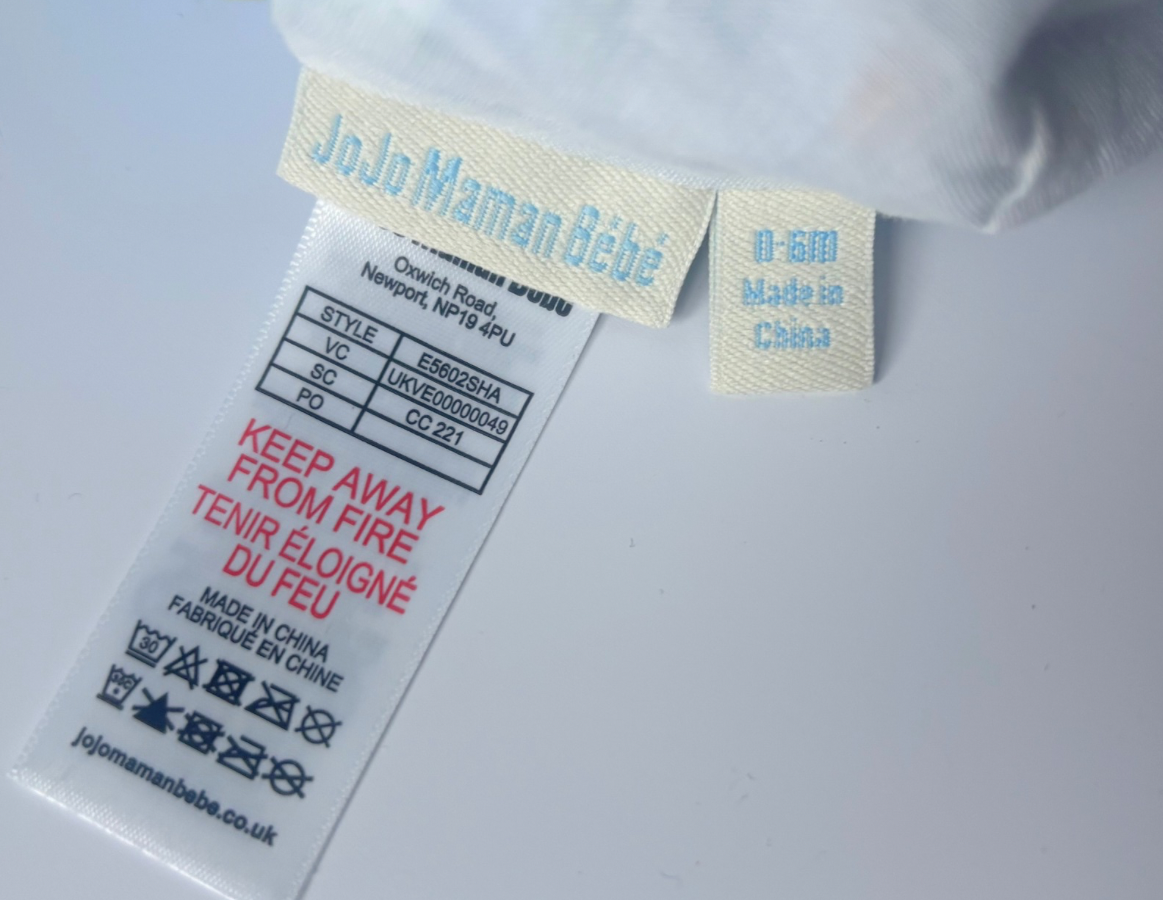 JoJo Maman Bébé
0-6m
Made in
China
Oxwich Road,
Newport, NP19 4PU
STYLE E5602SHA
VC UKVE00000049
SC CC 221
PO
KEEP AWAY
FROM FIRE
TENIR ÉLOIGNÉ
DU FEU
MADE IN CHINA
FABRIQUÉ EN CHINE
30
jojomamanbebe.co.uk